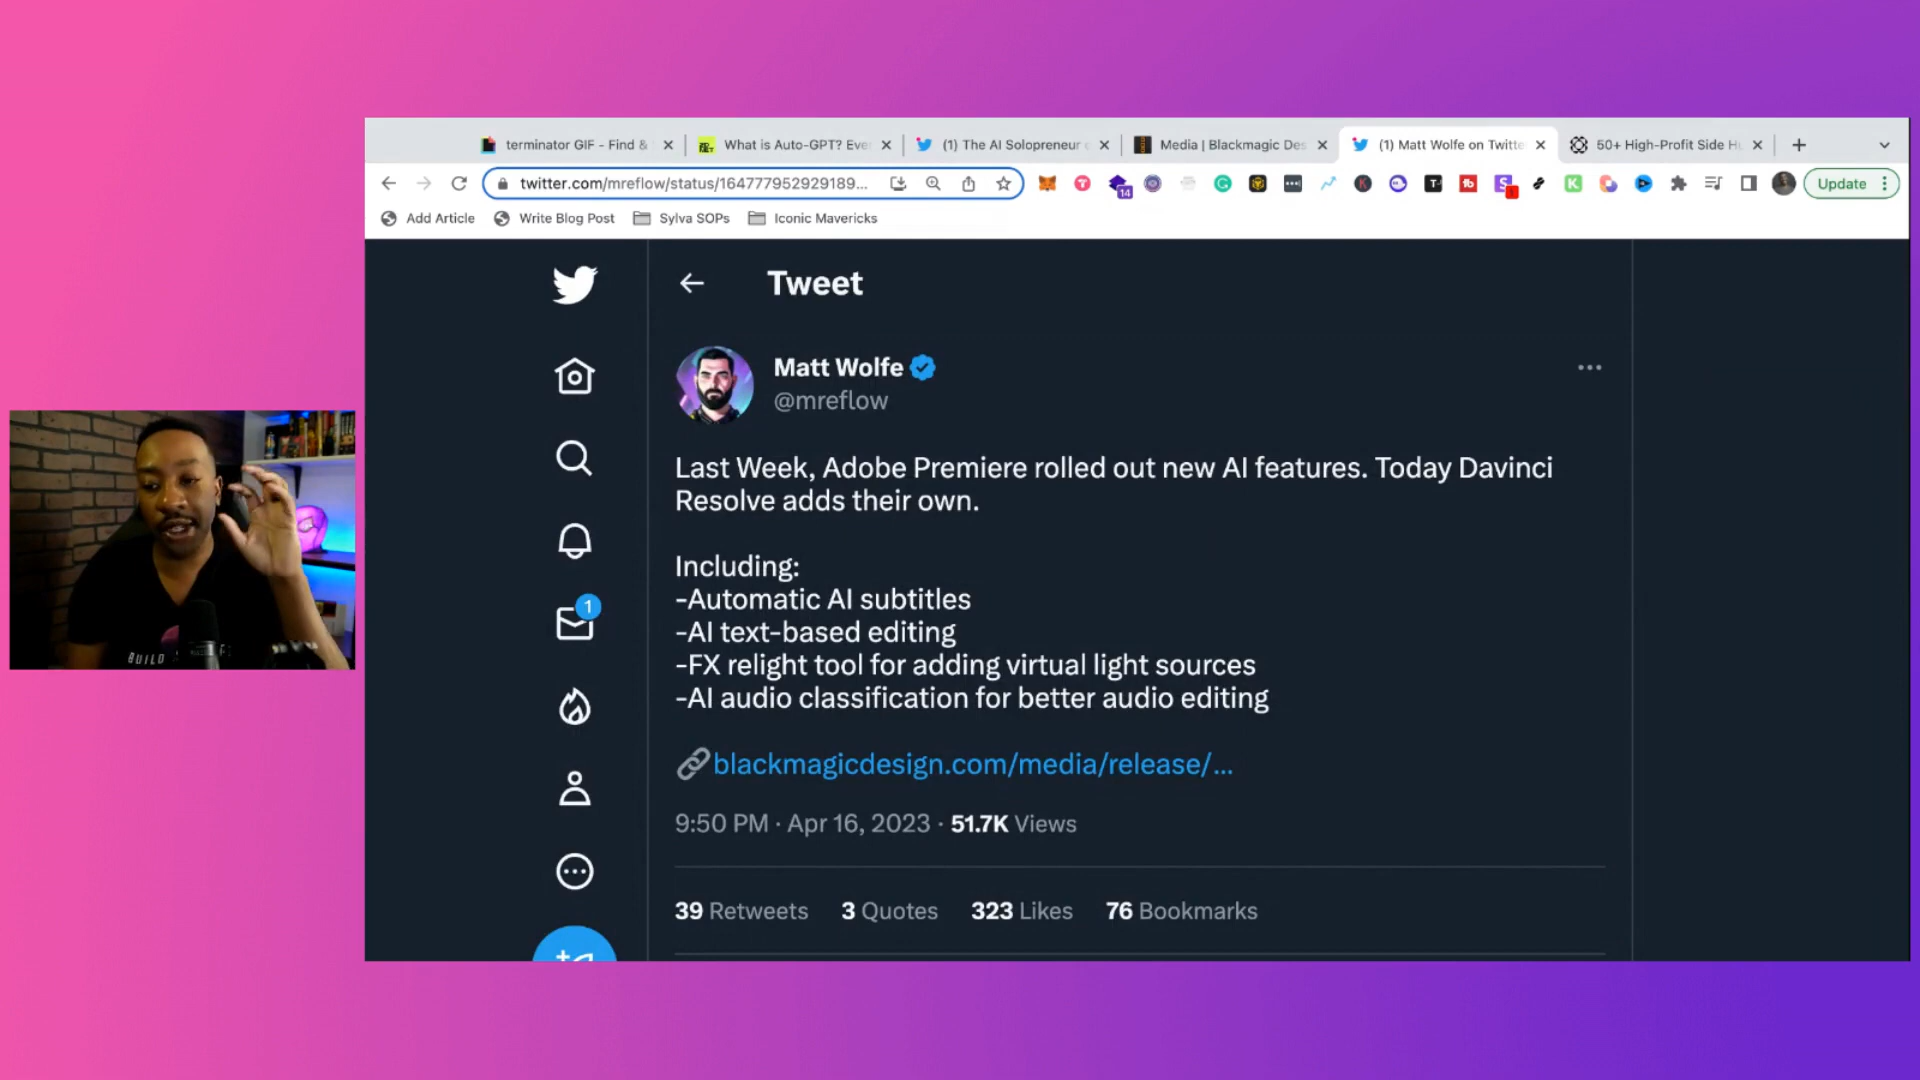 terminator GIF - Find &
What is Auto-GPT? Eve
(1) The AI Solopreneur
Media | Blackmagic Des
(1) Matt Wolfe on Twitte
50+ High-Profit Side H
twitter.com/mreflow/status/164777952929189...
14
Update
Add Article
Write Blog Post
Sylva SOPs
Iconic Mavericks
Tweet
Matt Wolfe
@mreflow
Last Week, Adobe Premiere rolled out new AI features. Today Davinci
Resolve adds their own.
Including:
-Automatic AI subtitles
-AI text-based editing
-FX relight tool for adding virtual light sources
-AI audio classification for better audio editing
blackmagicdesign.com/media/release/...
9:50 PM · Apr 16, 2023 · 51.7K Views
39 Retweets 3 Quotes 323 Likes 76 Bookmarks
1
BUILD